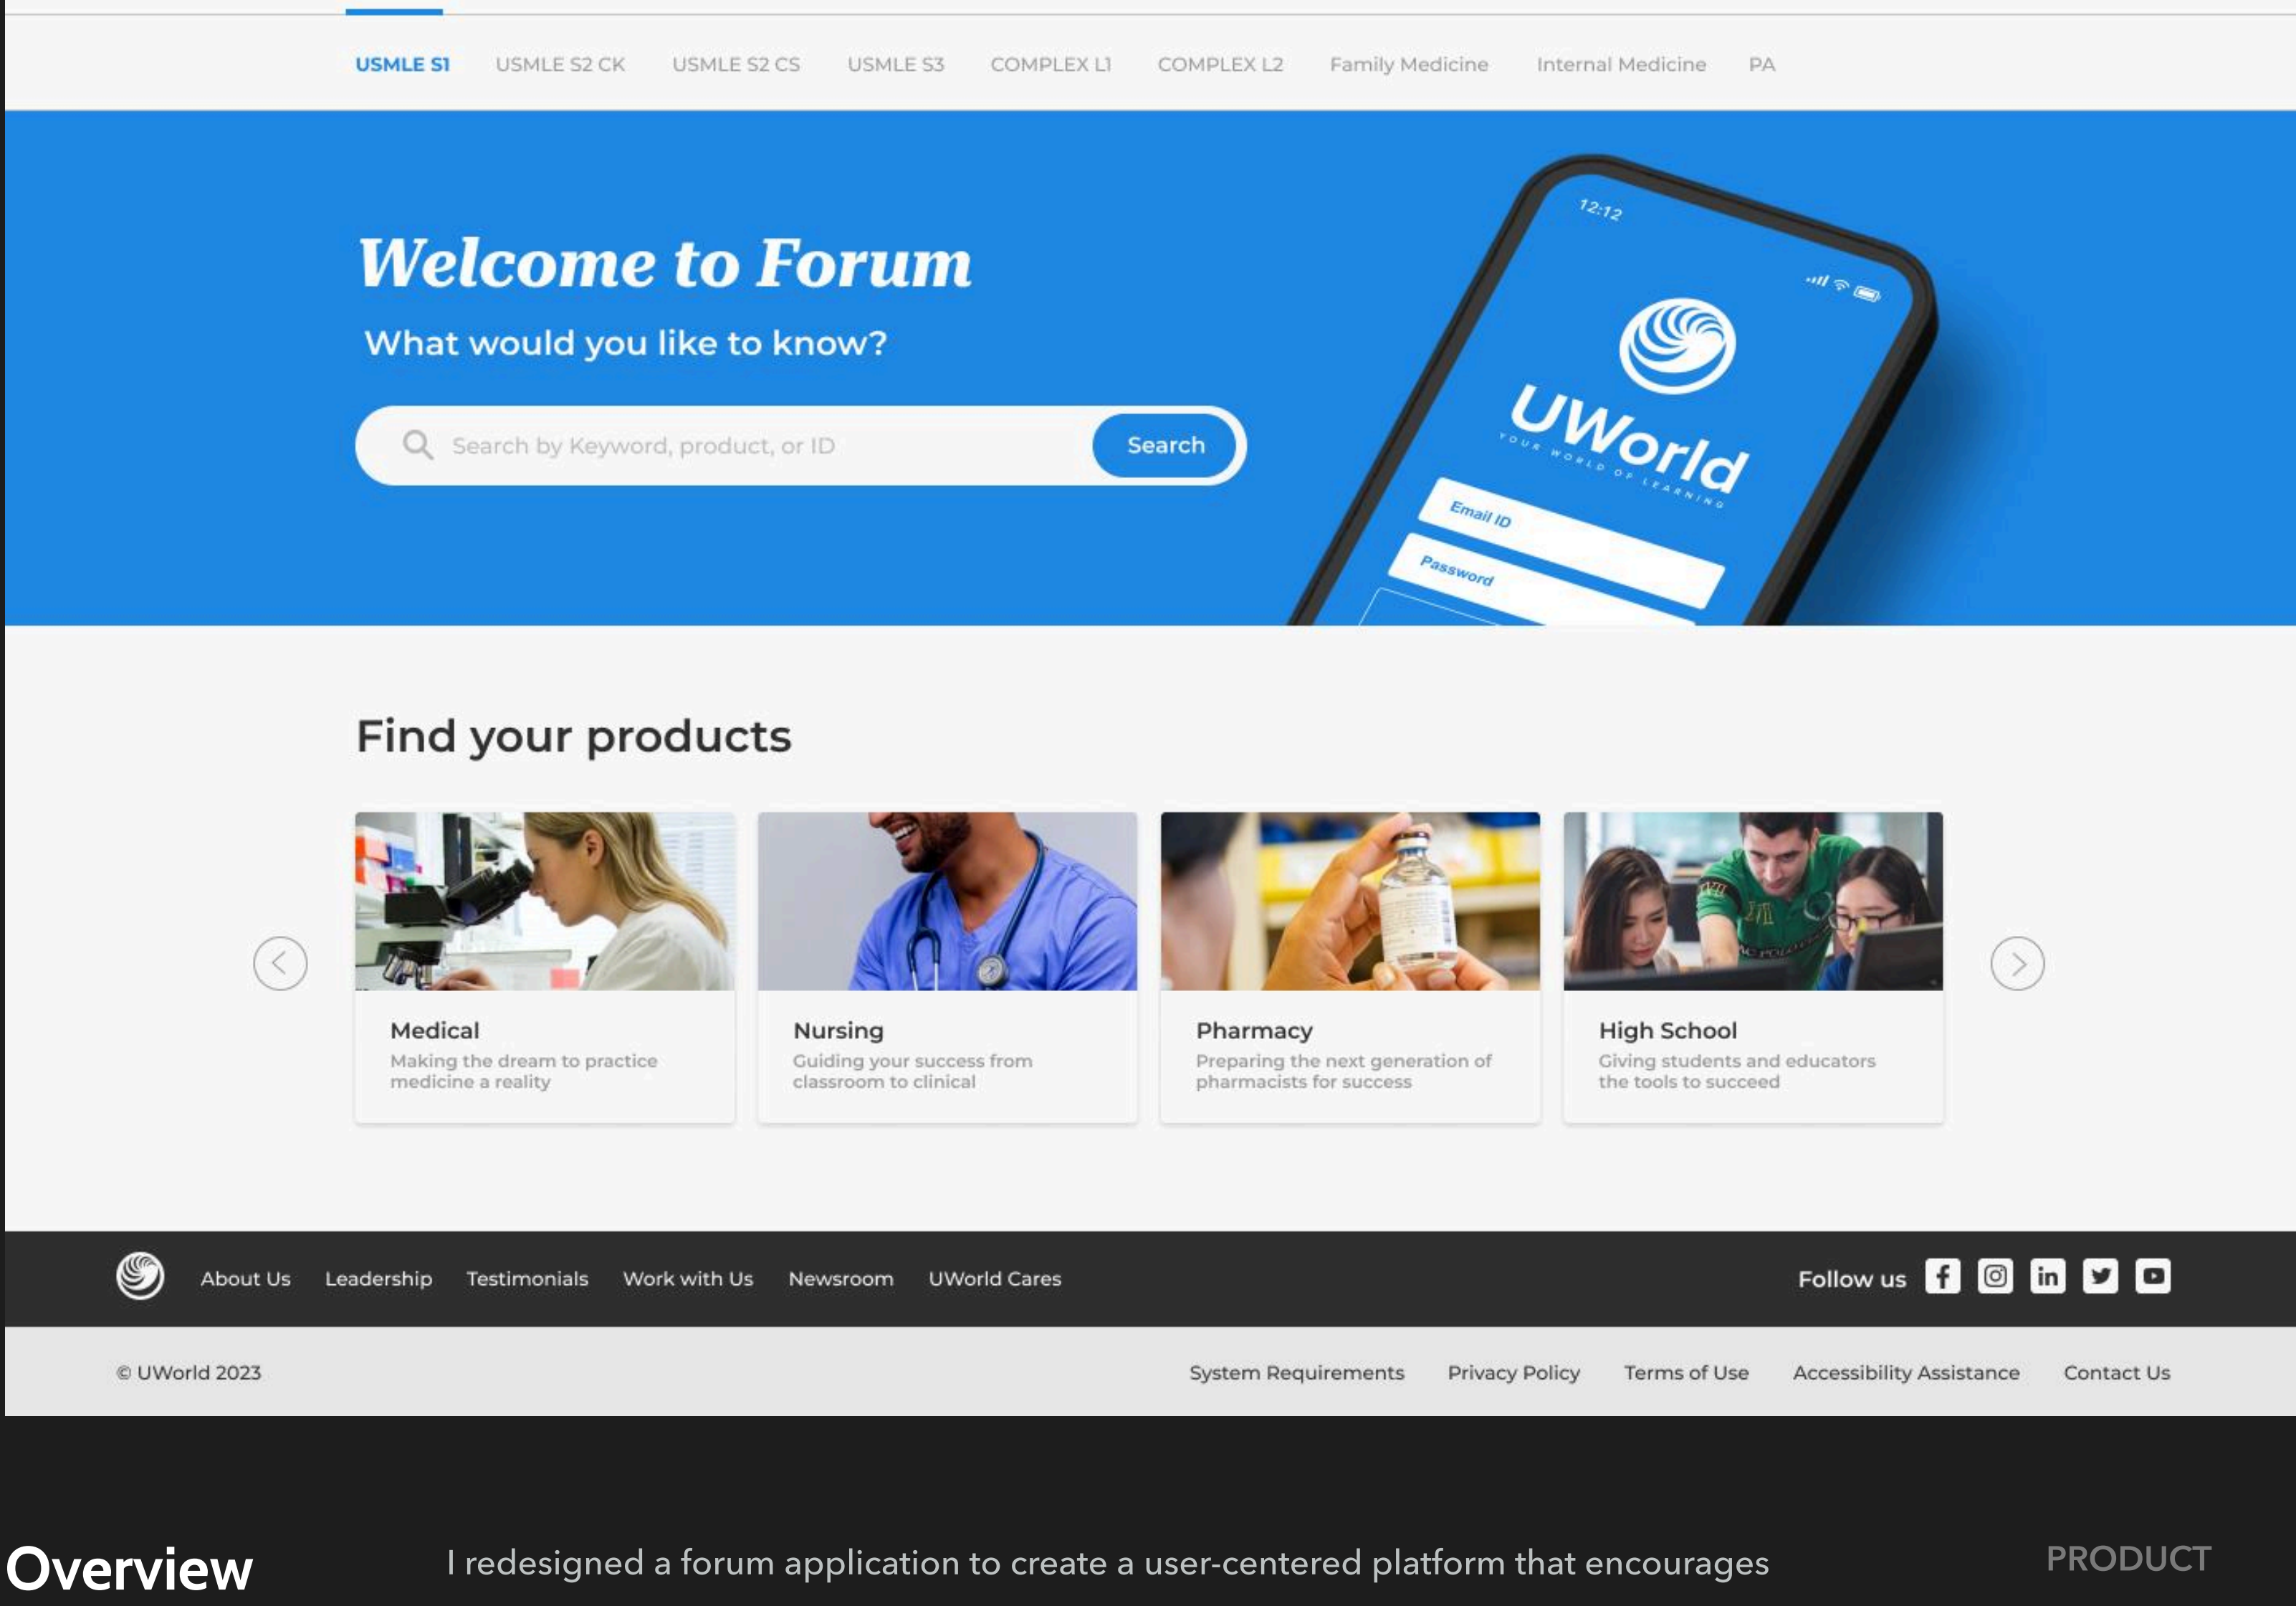 USMLE S1 USMLE S2 CK USMLE S2 CS USMLE S3 COMPLEX L1 COMPLEX L2 Family Medicine Internal Medicine PA
Welcome to Forum
What would you like to know?
Search by Keyword, product, or ID
Search
12:12
UWorld
YOUR WORLD OF LEARNING
Email ID
Password
Find your products
Medical
Making the dream to practice
medicine a reality
Nursing
Guiding your success from
classroom to clinical
Pharmacy
Preparing the next generation of
pharmacists for success
High School
Giving students and educators
the tools to succeed
About Us Leadership Testimonials Work with Us Newsroom UWorld Cares
Follow us
© UWorld 2023
System Requirements Privacy Policy Terms of Use Accessibility Assistance Contact Us
Overview
I redesigned a forum application to create a user-centered platform that encourages
PRODUCT